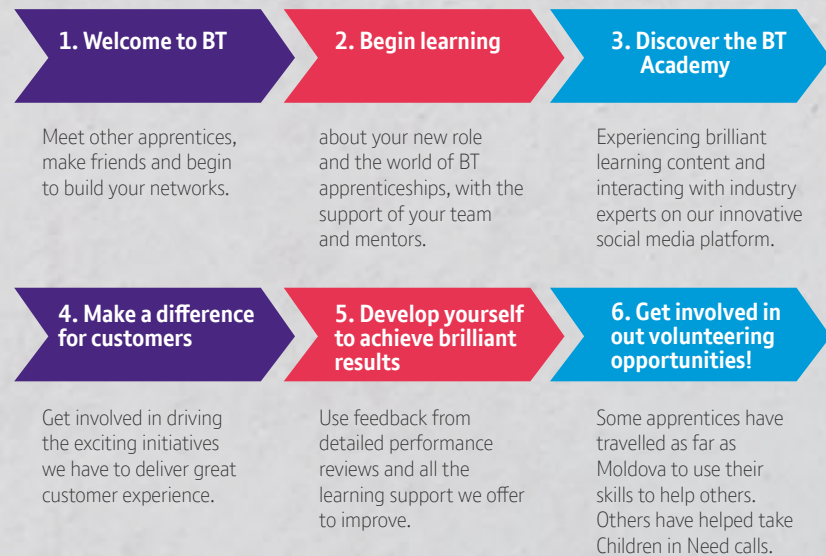 1. Welcome to BT
Meet other apprentices,
make friends and begin
to build your networks.
2. Begin learning
about your new role
and the world of BT
apprenticeships, with the
support of your team
and mentors.
3. Discover the BT
Academy
Experiencing brilliant
learning content and
interacting with industry
experts on our innovative
social media platform.
4. Make a difference
for customers
Get involved in driving
the exciting initiatives
we have to deliver great
customer experience.
5. Develop yourself
to achieve brilliant
results
Use feedback from
detailed performance
reviews and all the
learning support we offer
to improve.
6. Get involved in
out volunteering
opportunities!
Some apprentices have
travelled as far as
Moldova to use their
skills to help others.
Others have helped take
Children in Need calls.